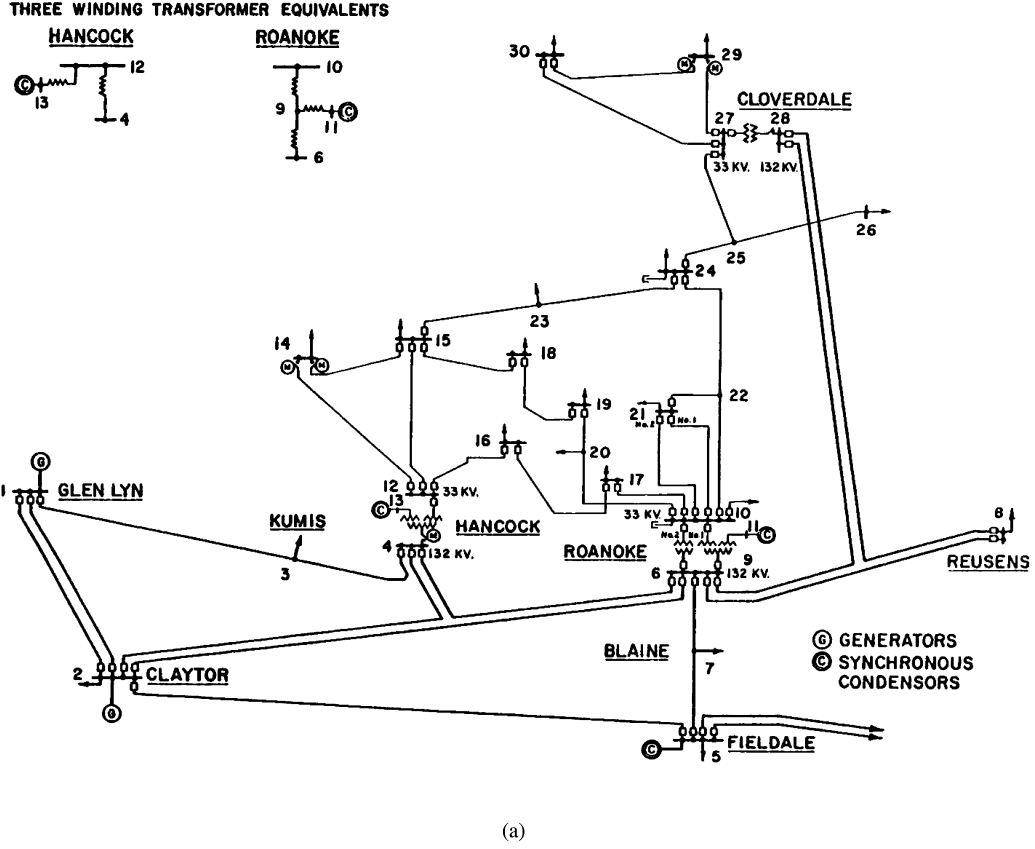 THREE WINDING TRANSFORMER EQUIVALENTS
HANCOCK
ROANOKE
12
C
13
4
10
9
C
11
6
30
29
M
M
CLOVERDALE
27
28
33 KV.
132 KV.
26
25
24
23
15
14
M
M
18
22
19
21
No. 2
No. 1
20
16
17
G
1
GLEN LYN
12
33 KV.
13
C
KUMIS
HANCOCK
M
4
132 KV.
3
33 KV.
10
No. 2
No. 1
11
C
ROANOKE
9
6
132 KV.
8
REUSENS
BLAINE
7
G GENERATORS
C SYNCHRONOUS
CONDENSORS
2
CLAYTOR
G
C
5
FIELDALE
(a)